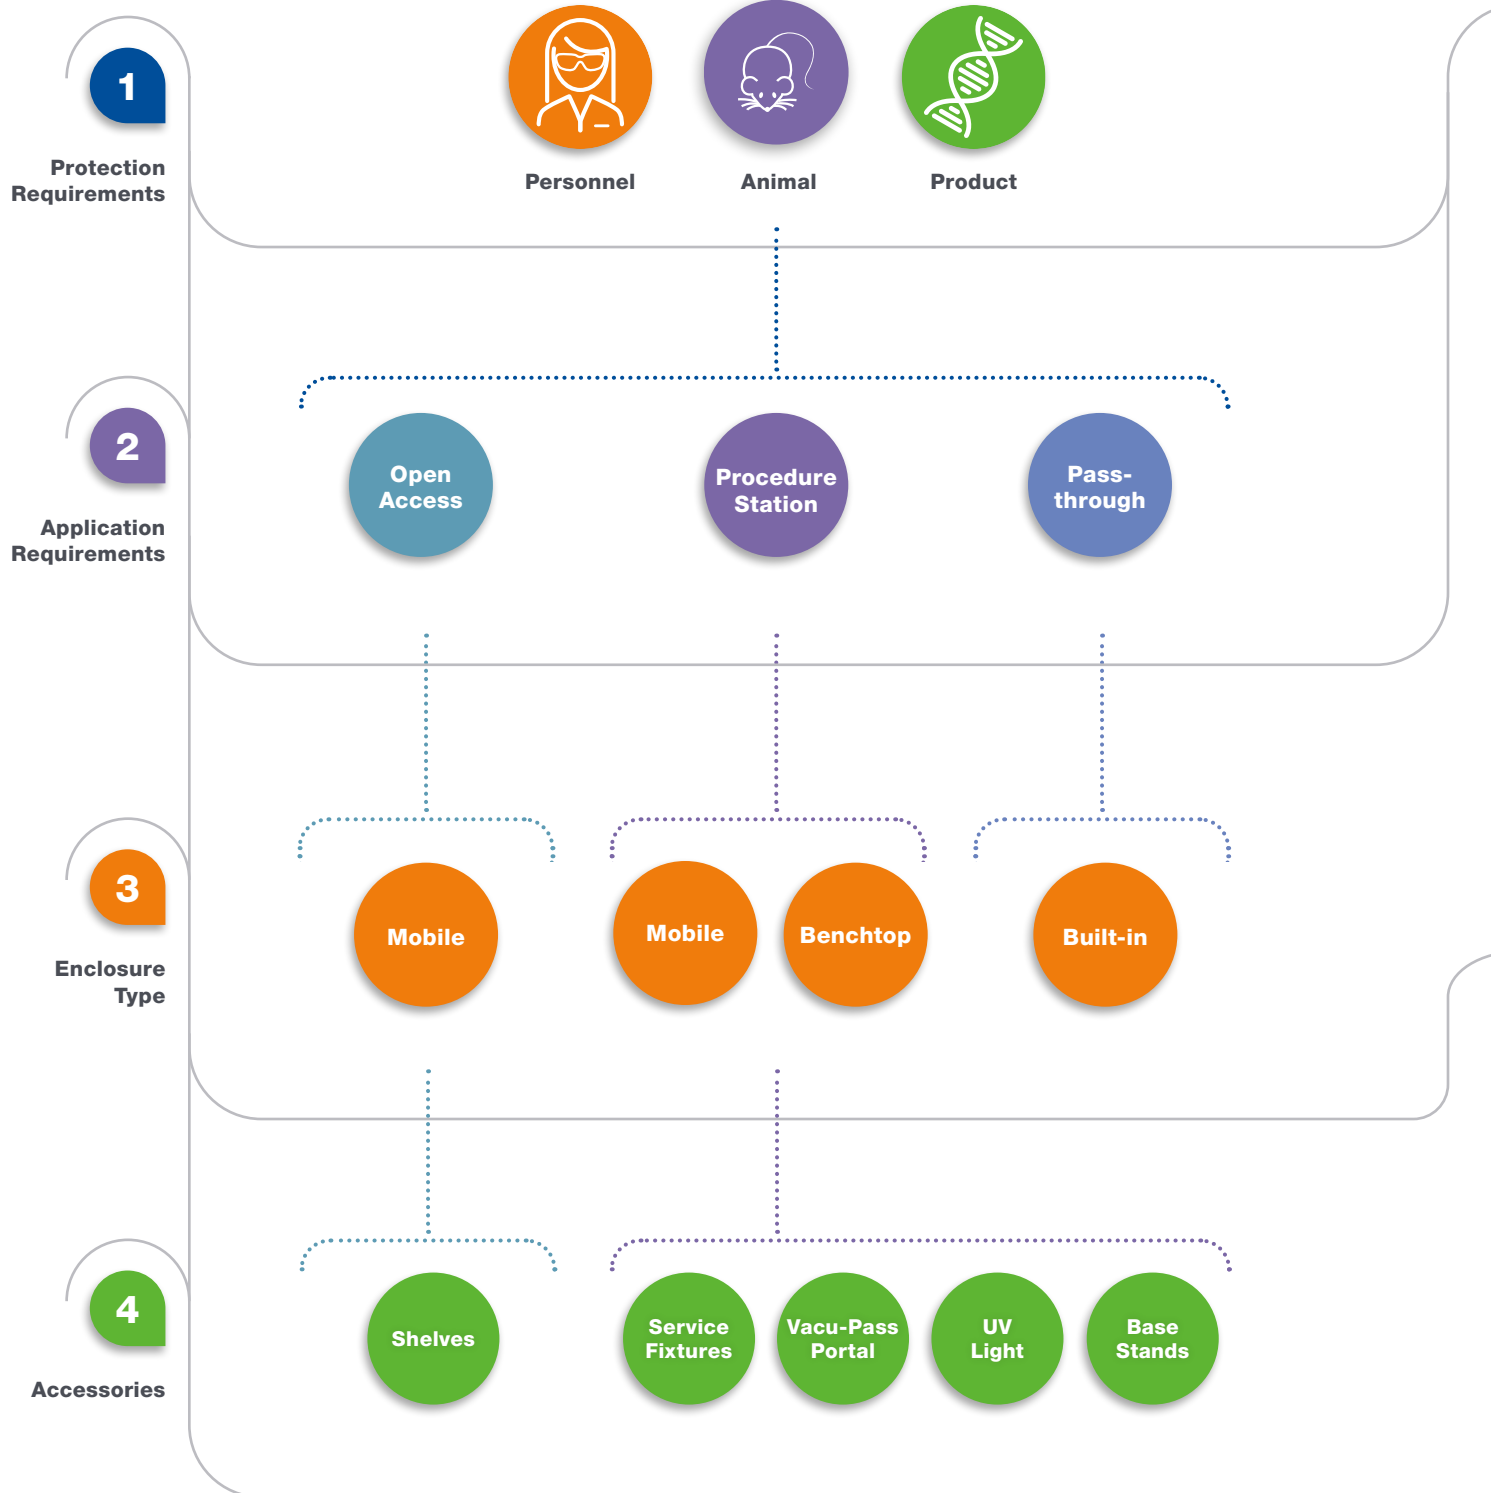 1
Protection
Requirements
Personnel
Animal
Product
2
Application
Requirements
Open
Access
Procedure
Station
Pass-
through
3
Enclosure
Type
Mobile
Mobile
Benchtop
Built-in
4
Accessories
Shelves
Service
Fixtures
Vacu-Pass
Portal
UV
Light
Base
Stands